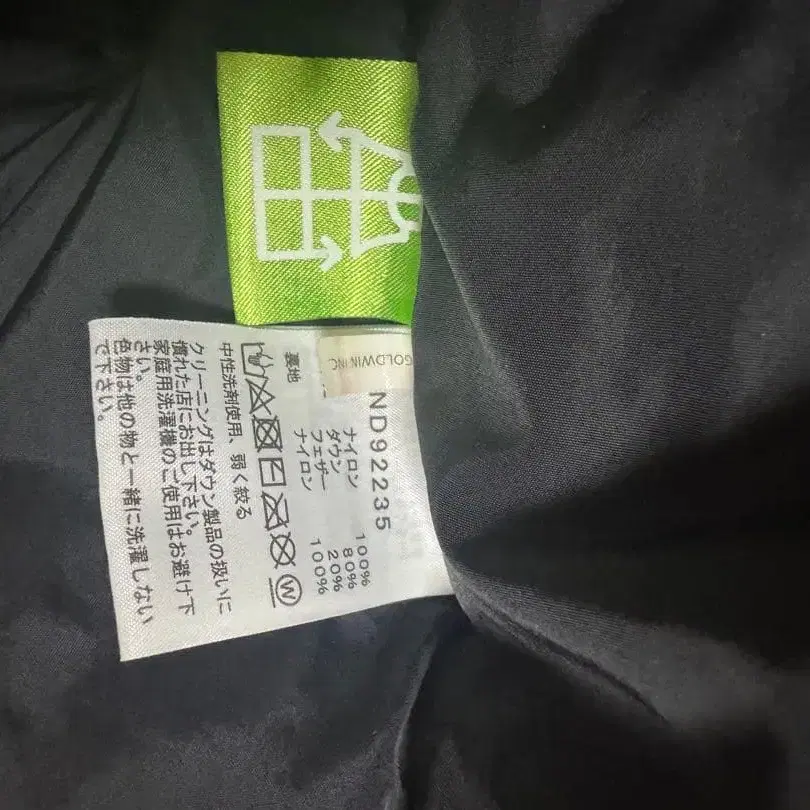 GOLDWIN INC
ND92235
ナイロン 100%
ダウン 80%
フェザー 20%
裏地 ナイロン 100%
中性洗剤使用、弱く絞る
クリーニングはダウン製品の扱いに
慣れた店にお出し下さい。
家庭用洗濯機のご使用はお避け下
さい。
色物は他の物と一緒に洗濯しない
で下さい。